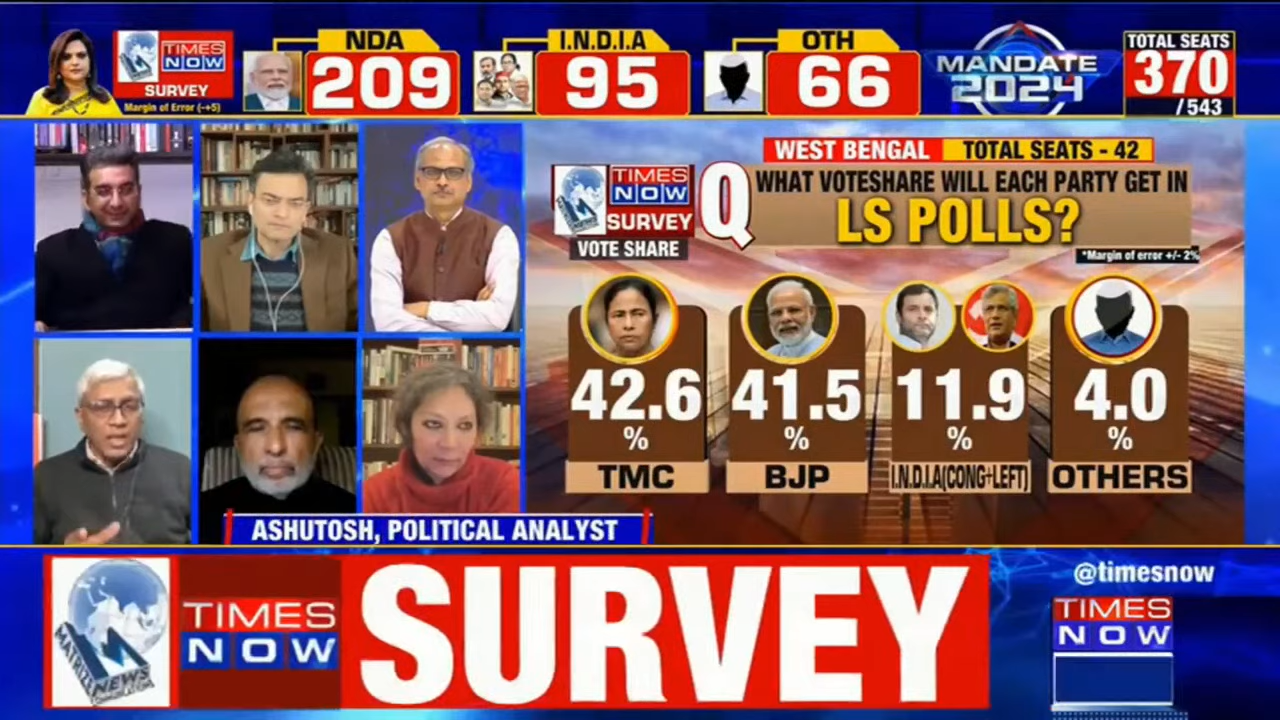 TIMES
NOW
SURVEY
Margin of Error (-+5)
NDA
209
I.N.D.I.A
95
OTH
66
MANDATE
2024
TOTAL SEATS
370
/543
WEST BENGAL TOTAL SEATS - 42
TIMES
NOW
SURVEY
VOTE SHARE
Q WHAT VOTESHARE WILL EACH PARTY GET IN
LS POLLS?
*Margin of error +/- 2%
42.6
%
TMC
41.5
%
BJP
11.9
%
I.N.D.I.A(CONG+LEFT)
4.0
%
OTHERS
ASHUTOSH, POLITICAL ANALYST
MATRIZE
NEWS
TIMES
NOW
SURVEY
@timesnow
TIMES
NOW